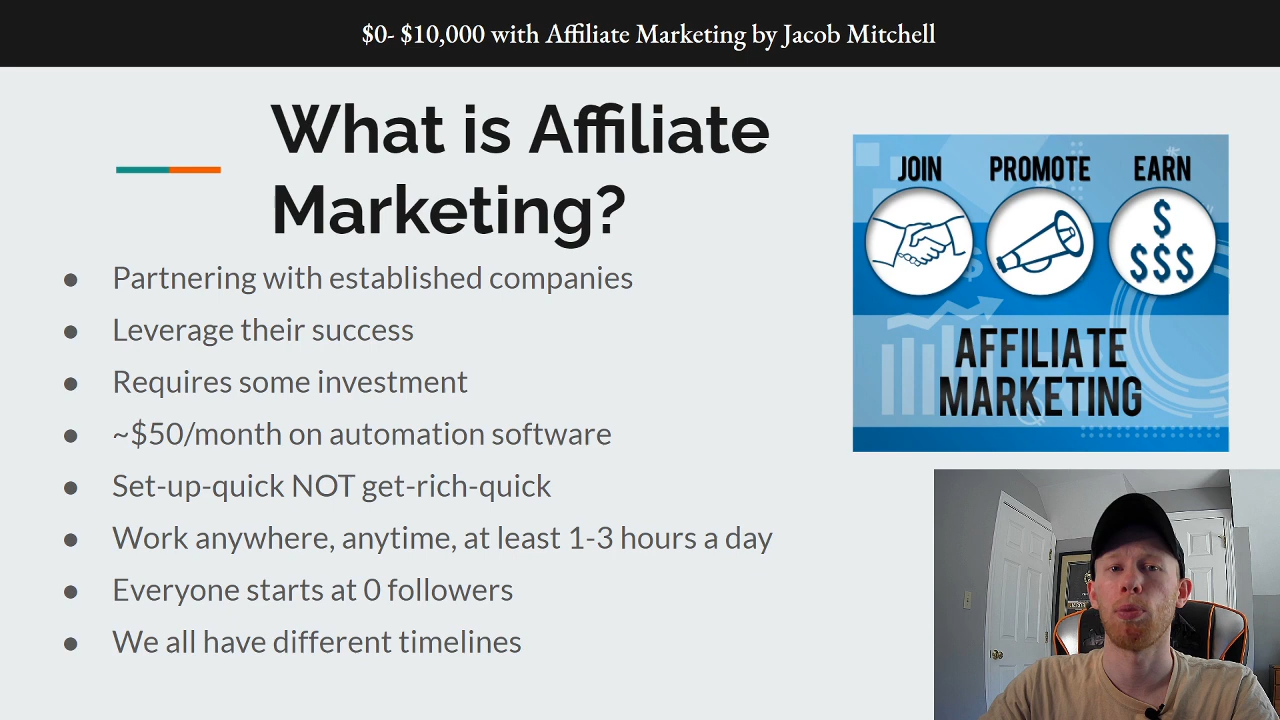 $0- $10,000 with Affiliate Marketing by Jacob Mitchell
What is Affiliate
Marketing?
● Partnering with established companies
● Leverage their success
● Requires some investment
● ~$50/month on automation software
● Set-up-quick NOT get-rich-quick
● Work anywhere, anytime, at least 1-3 hours a day
● Everyone starts at 0 followers
● We all have different timelines
JOIN PROMOTE EARN
$
$$$
AFFILIATE
MARKETING